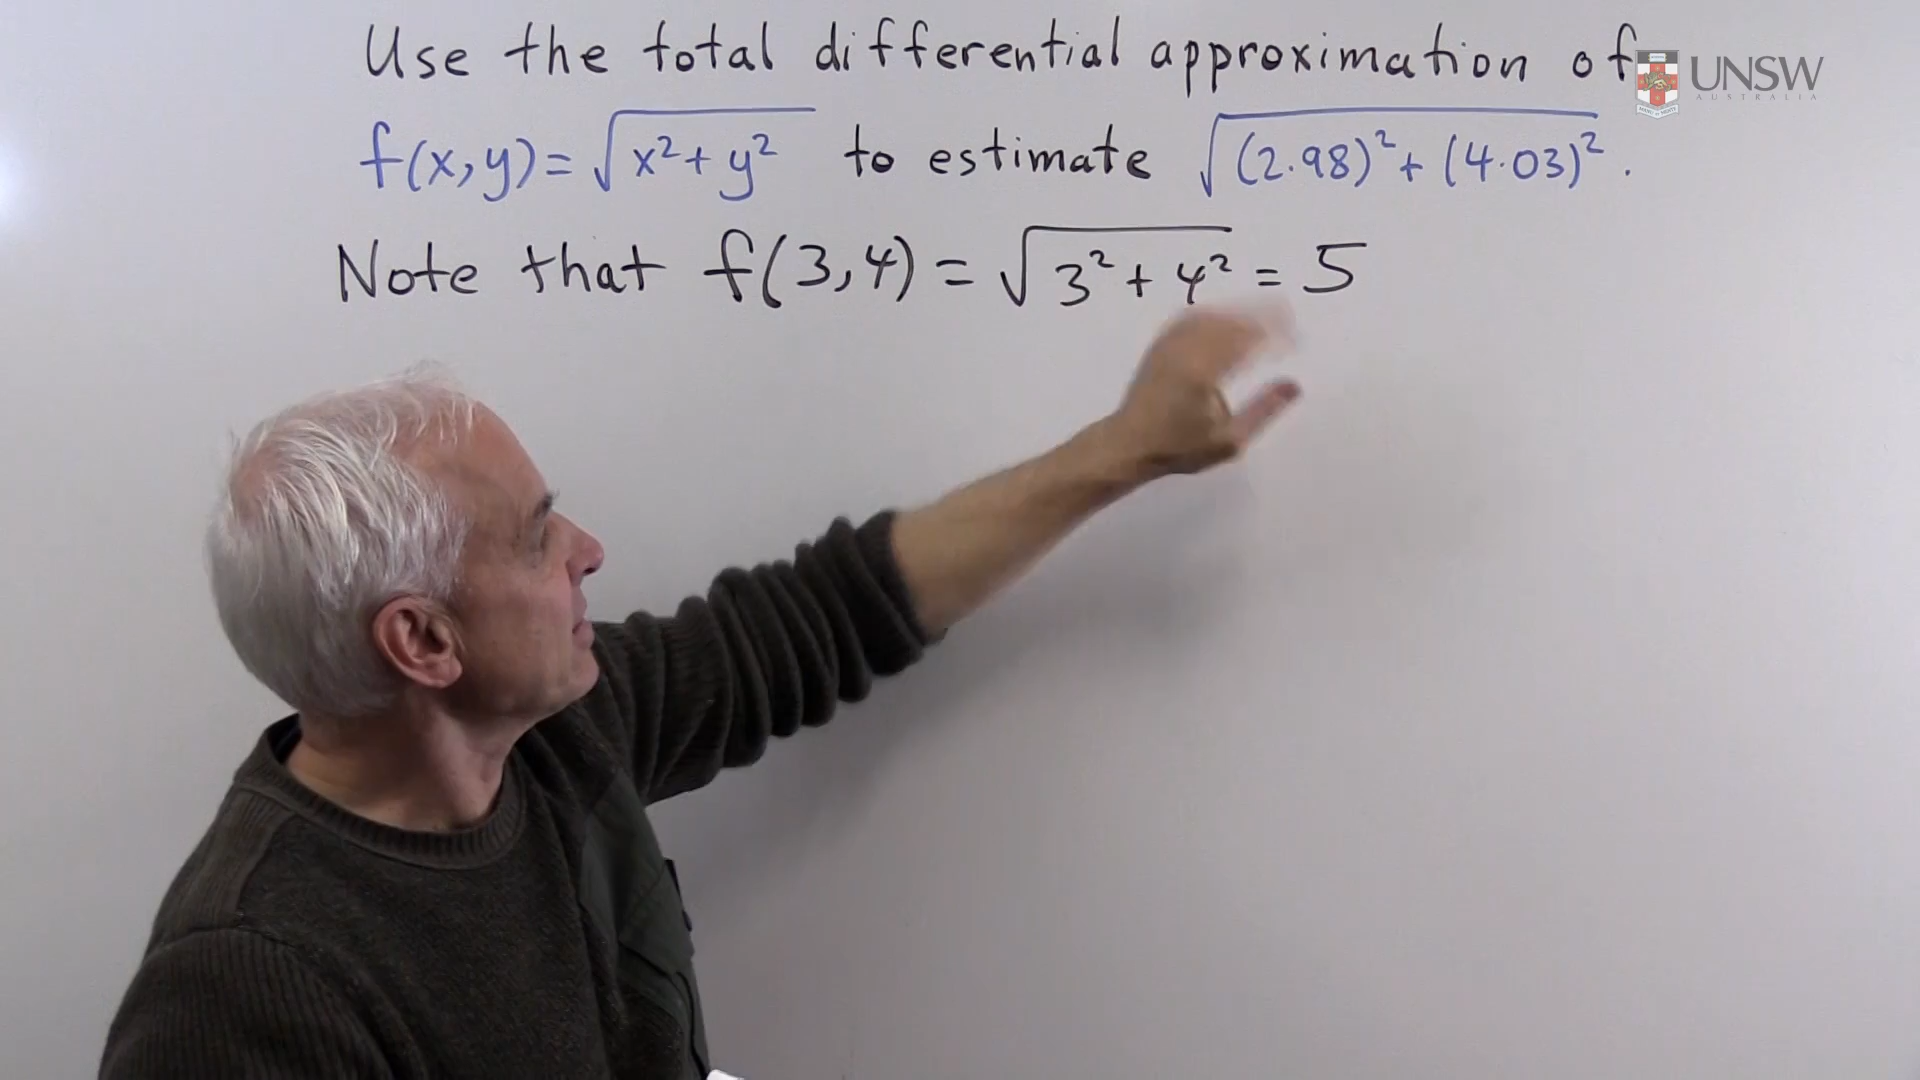 Use the total differential approximation of
f(x,y)=√(x²+y²) to estimate √((2.98)²+(4.03)²).
Note that f(3,4)=√(3²+4²)=5
UNSW
AUSTRALIA